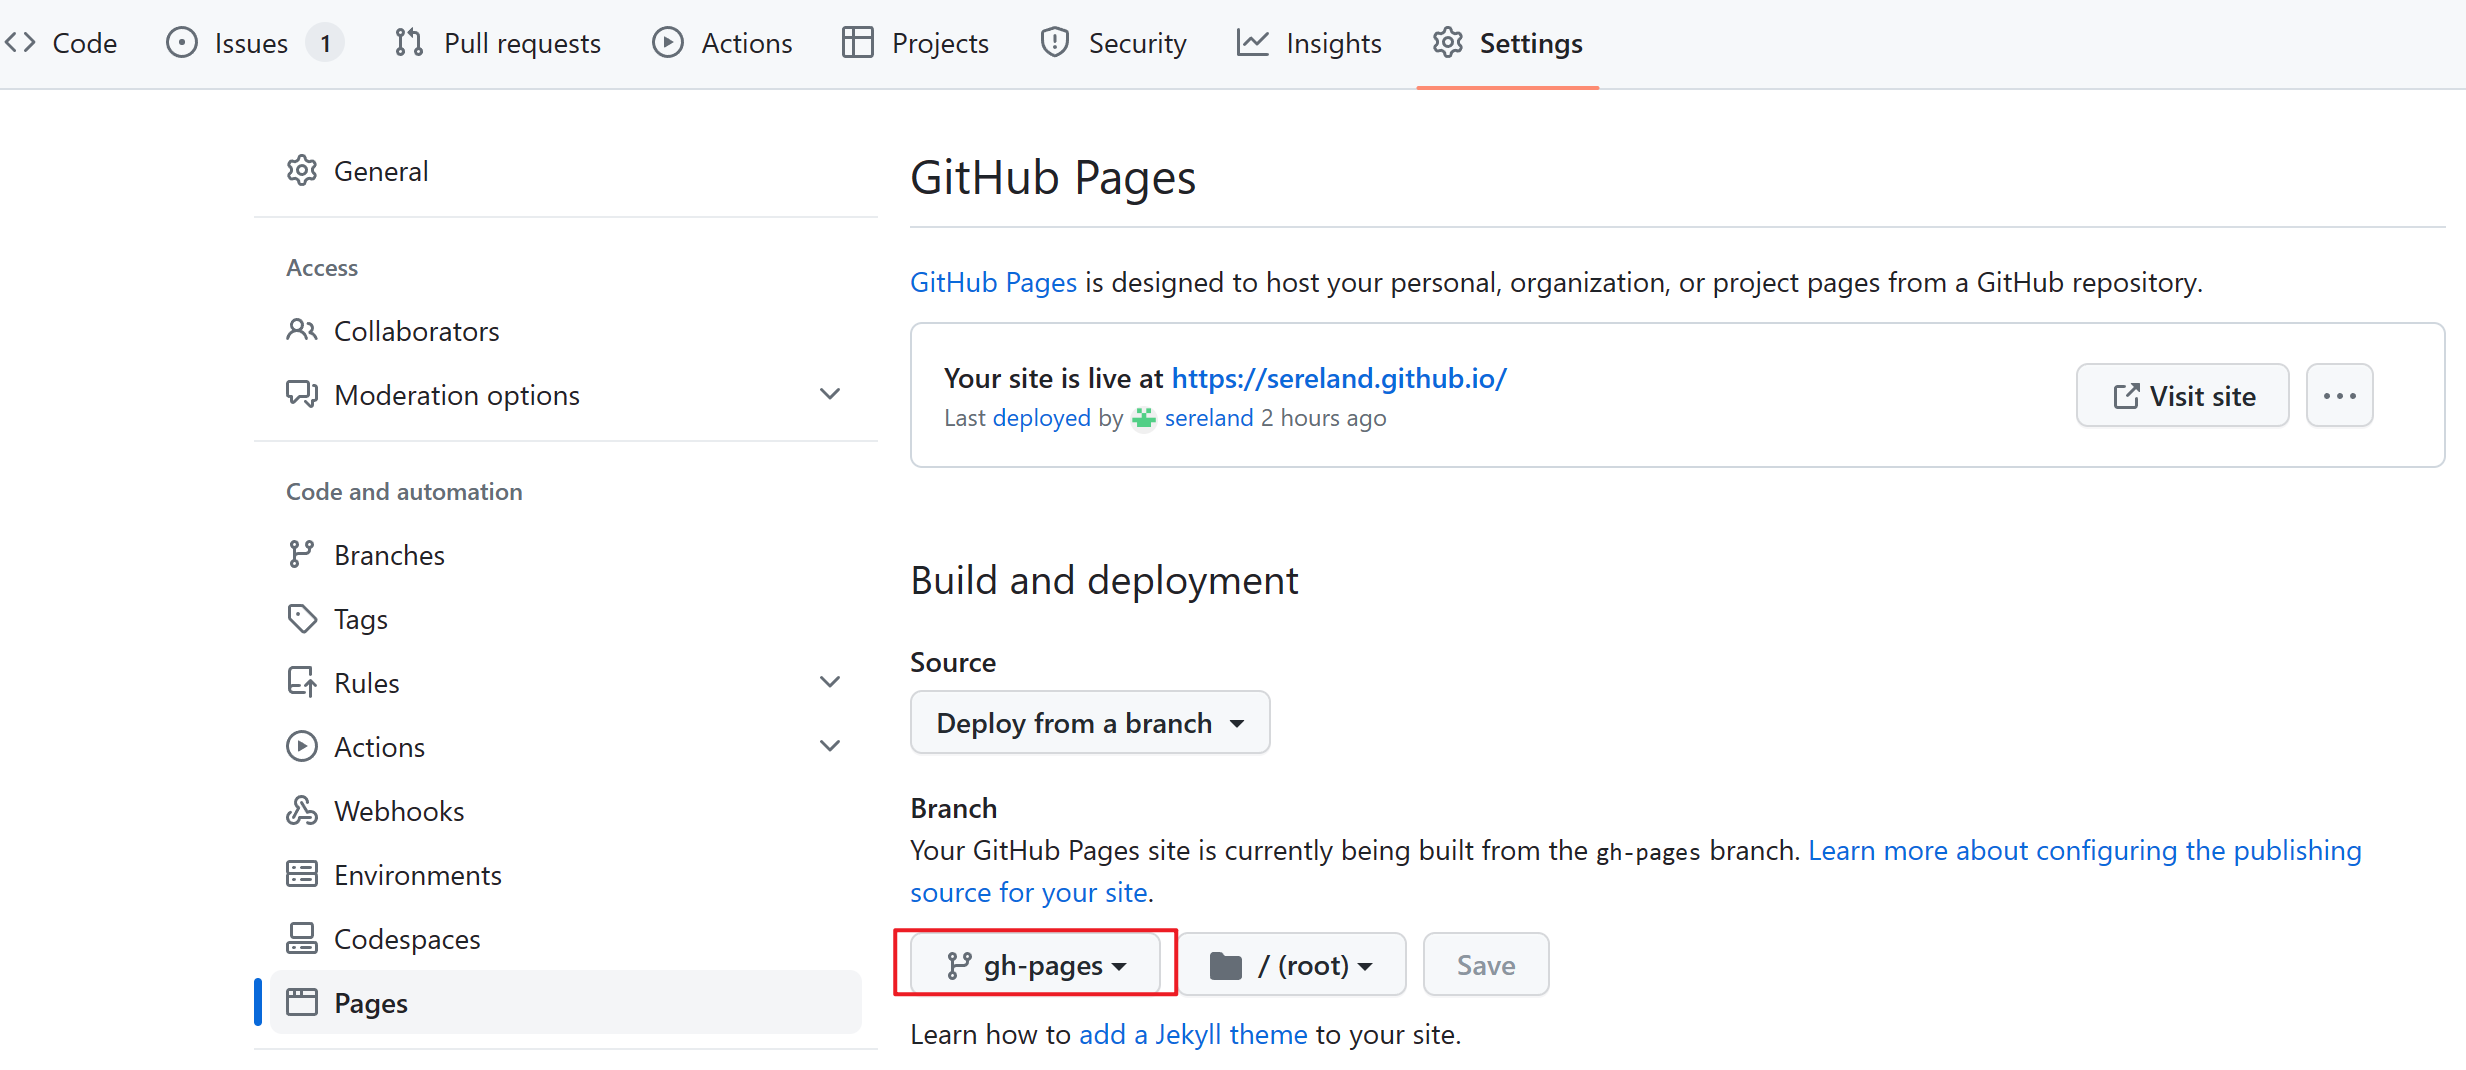 Code Issues 1 Pull requests Actions Projects Security Insights Settings
General
Access
Collaborators
Moderation options
Code and automation
Branches
Tags
Rules
Actions
Webhooks
Environments
Codespaces
Pages
GitHub Pages
GitHub Pages is designed to host your personal, organization, or project pages from a GitHub repository.
Your site is live at https://sereland.github.io/
Last deployed by sereland 2 hours ago
Visit site
Build and deployment
Source
Deploy from a branch
Branch
Your GitHub Pages site is currently being built from the gh-pages branch. Learn more about configuring the publishing
source for your site.
gh-pages / (root) Save
Learn how to add a Jekyll theme to your site.